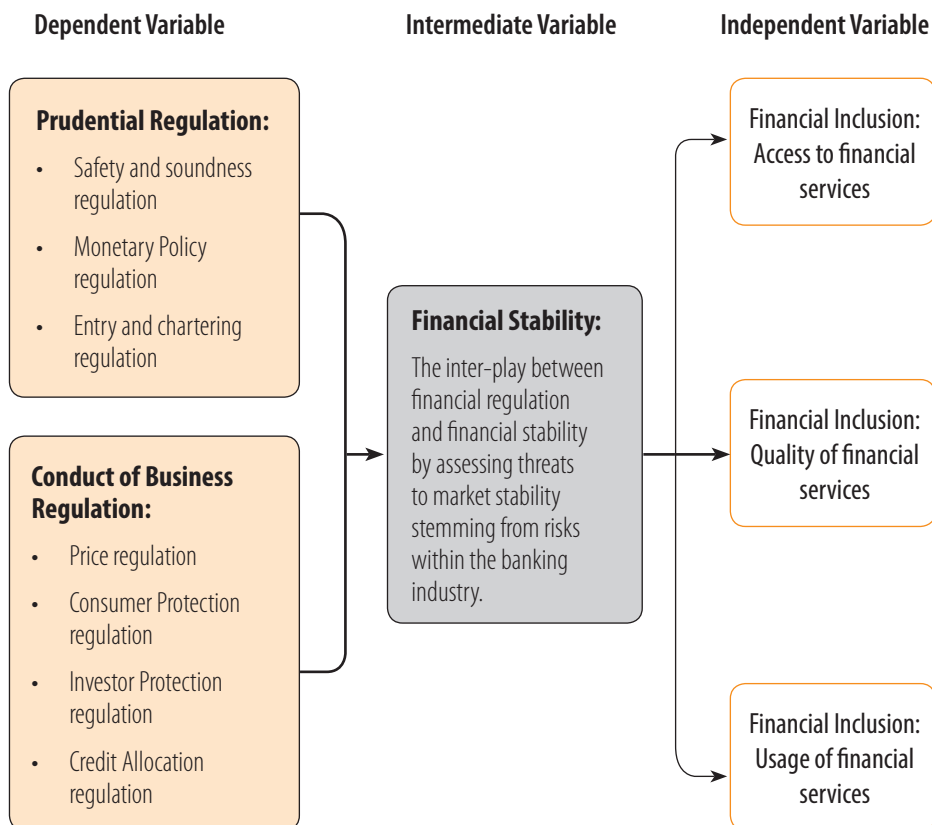 Dependent Variable
Intermediate Variable
Independent Variable
Prudential Regulation:
• Safety and soundness
regulation
• Monetary Policy
regulation
• Entry and chartering
regulation
Conduct of Business
Regulation:
• Price regulation
• Consumer Protection
regulation
• Investor Protection
regulation
• Credit Allocation
regulation
Financial Stability:
The inter-play between
financial regulation
and financial stability
by assessing threats
to market stability
stemming from risks
within the banking
industry.
Financial Inclusion:
Access to financial
services
Financial Inclusion:
Quality of financial
services
Financial Inclusion:
Usage of financial
services